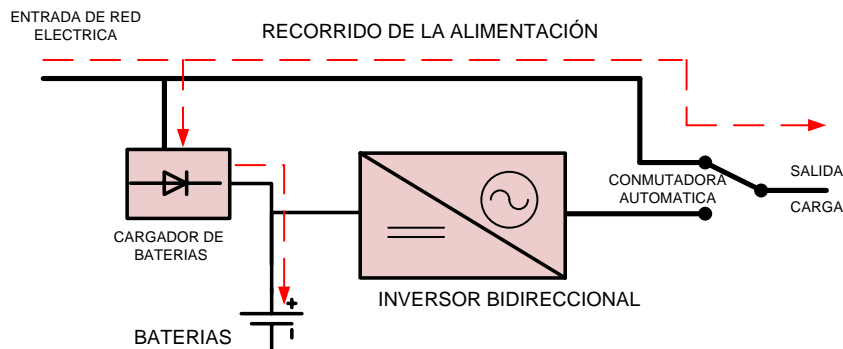 ENTRADA DE RED
ELECTRICA
RECORRIDO DE LA ALIMENTACIÓN
CARGADOR DE
BATERIAS
CONMUTADORA
AUTOMATICA
SALIDA
CARGA
INVERSOR BIDIRECCIONAL
BATERIAS
+